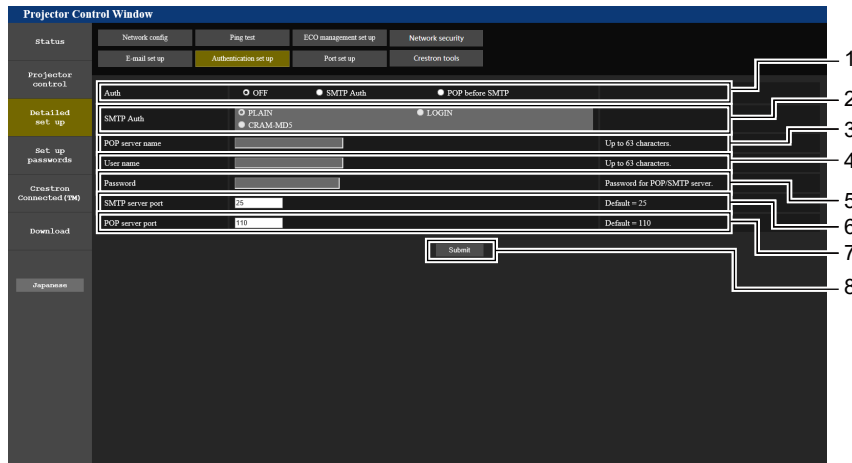 Projector Control Window
Status
Network config
Ping test
ECO management set up
Network security
E-mail set up
Authentication set up
Port set up
Crestron tools
Projector
control
Detailed
set up
Set up
passwords
Crestron
Connected(TM)
Download
Japanese
Auth OFF SMTP Auth POP before SMTP
SMTP Auth PLAIN LOGIN
CRAM-MD5
POP server name Up to 63 characters.
User name Up to 63 characters.
Password Password for POP/SMTP server.
SMTP server port 25 Default = 25
POP server port 110 Default = 110
Submit
1
2
3
4
5
6
7
8